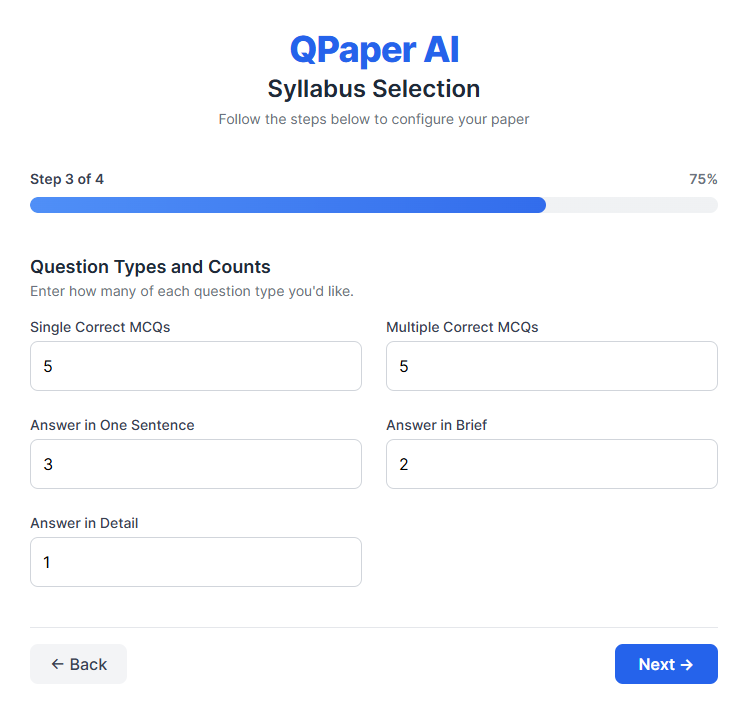 QPaper AI
Syllabus Selection
Follow the steps below to configure your paper
Step 3 of 4 75%
Question Types and Counts
Enter how many of each question type you'd like.
Single Correct MCQs Multiple Correct MCQs
5 5
Answer in One Sentence Answer in Brief
3 2
Answer in Detail
1
← Back Next →